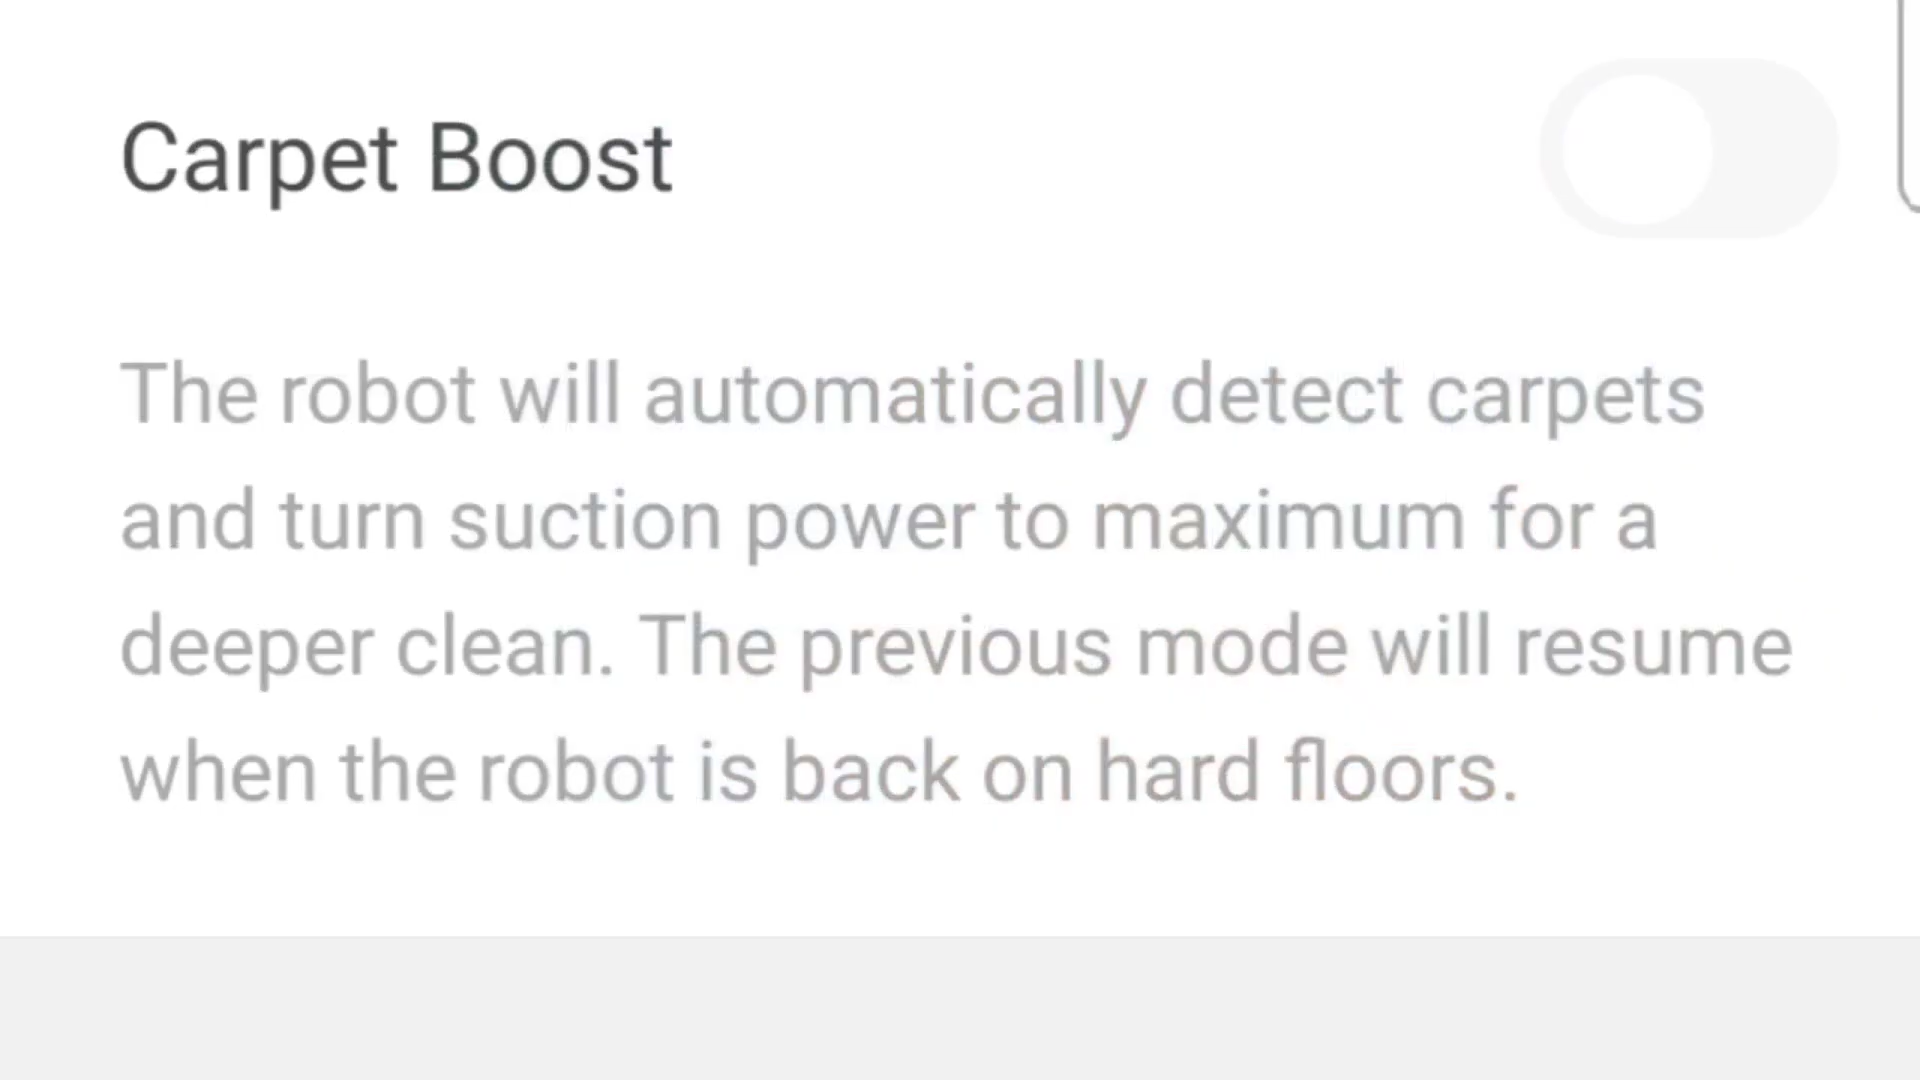 Carpet Boost
The robot will automatically detect carpets
and turn suction power to maximum for a
deeper clean. The previous mode will resume
when the robot is back on hard floors.